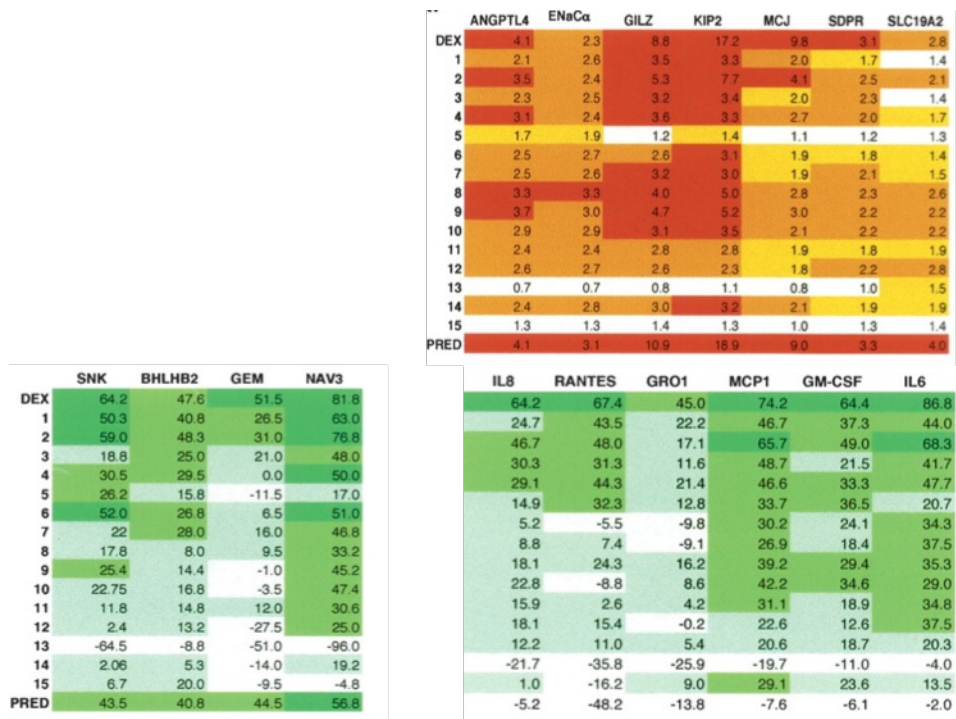 ANGPTL4 ENaCα GILZ KIP2 MCJ SDPR SLC19A2
DEX 4.1 2.3 8.8 17.2 9.8 3.1 2.8
1 2.1 2.6 3.5 3.3 2.0 1.7 1.4
2 3.5 2.4 5.3 7.7 4.1 2.5 2.1
3 2.3 2.5 3.2 3.4 2.0 2.3 1.4
4 3.1 2.4 3.6 3.3 2.7 2.0 1.7
5 1.7 1.9 1.2 1.4 1.1 1.2 1.3
6 2.5 2.7 2.6 3.1 1.9 1.8 1.4
7 2.5 2.6 3.2 3.0 1.9 2.1 1.5
8 3.3 3.3 4.0 5.0 2.8 2.3 2.6
9 3.7 3.0 4.7 5.2 3.0 2.2 2.2
10 2.9 2.9 3.1 3.5 2.1 2.2 2.2
11 2.4 2.4 2.8 2.8 1.9 1.8 1.9
12 2.6 2.7 2.6 2.3 1.8 2.2 2.8
13 0.7 0.7 0.8 1.1 0.8 1.0 1.5
14 2.4 2.8 3.0 3.2 2.1 1.9 1.9
15 1.3 1.3 1.4 1.3 1.0 1.3 1.4
PRED 4.1 3.1 10.9 18.9 9.0 3.3 4.0
SNK BHLHB2 GEM NAV3
DEX 64.2 47.6 51.5 81.8
1 50.3 40.8 26.5 63.0
2 59.0 48.3 31.0 76.8
3 18.8 25.0 21.0 48.0
4 30.5 29.5 0.0 50.0
5 26.2 15.8 -11.5 17.0
6 52.0 26.8 6.5 51.0
7 22 28.0 16.0 46.8
8 17.8 8.0 9.5 33.2
9 25.4 14.4 -1.0 45.2
10 22.75 16.8 -3.5 47.4
11 11.8 14.8 12.0 30.6
12 2.4 13.2 -27.5 25.0
13 -64.5 -8.8 -51.0 -96.0
14 2.06 5.3 -14.0 19.2
15 6.7 20.0 -9.5 -4.8
PRED 43.5 40.8 44.5 56.8
IL8 RANTES GRO1 MCP1 GM-CSF IL6
64.2 67.4 45.0 74.2 64.4 86.8
24.7 43.5 22.2 46.7 37.3 44.0
46.7 48.0 17.1 65.7 49.0 68.3
30.3 31.3 11.6 48.7 21.5 41.7
29.1 44.3 21.4 46.6 33.3 47.7
14.9 32.3 12.8 33.7 36.5 20.7
5.2 -5.5 -9.8 30.2 24.1 34.3
8.8 7.4 -9.1 26.9 18.4 37.5
18.1 24.3 16.2 39.2 29.4 35.3
22.8 -8.8 8.6 42.2 34.6 29.0
15.9 2.6 4.2 31.1 18.9 34.8
18.1 15.4 -0.2 22.6 12.6 37.5
12.2 11.0 5.4 20.6 18.7 20.3
-21.7 -35.8 -25.9 -19.7 -11.0 -4.0
1.0 -16.2 9.0 29.1 23.6 13.5
-5.2 -48.2 -13.8 -7.6 -6.1 -2.0